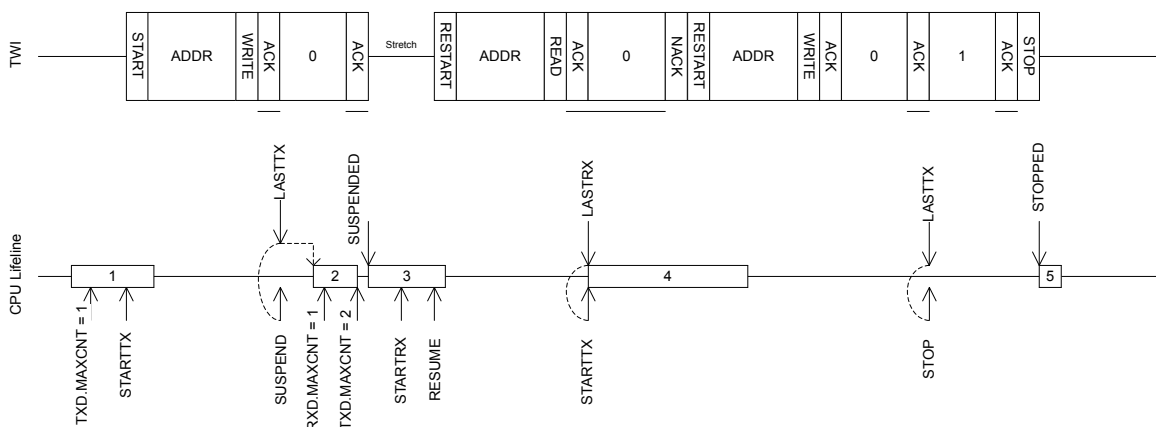 TWI
START
ADDR
WRITE
ACK
0
ACK
Stretch
RESTART
ADDR
READ
ACK
0
NACK
RESTART
ADDR
WRITE
ACK
0
ACK
1
ACK
STOP
CPU Lifeline
LASTTX
SUSPENDED
LASTRX
LASTTX
STOPPED
1
2
3
4
5
TXD.MAXCNT = 1
STARTTX
SUSPEND
RXD.MAXCNT = 1
TXD.MAXCNT = 2
STARTRX
RESUME
STARTTX
STOP